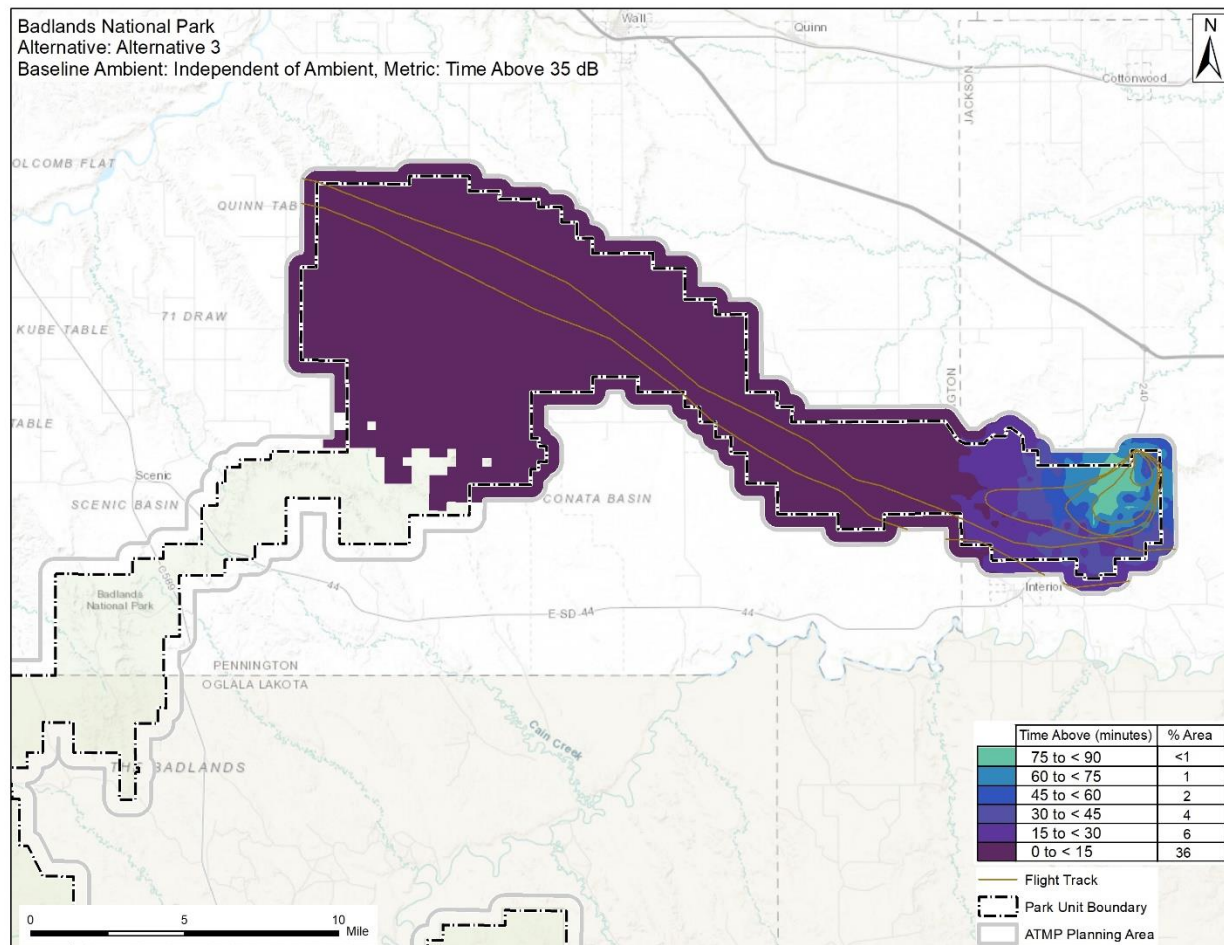 Badlands National Park
Alternative: Alternative 3
Baseline Ambient: Independent of Ambient, Metric: Time Above 35 dB
Wall
Quinn
N
Cottonwood
JACKSON
OLCOMB FLAT
QUINN TAB
240
71 DRAW
KUBE TABLE
NGTON
TABLE
Scenic
SCENIC BASIN
CONATA BASIN
44
Interior
Badlands
National Park
E-SD-44
44
PENNINGTON
OGLALA LAKOTA
Cain Creek
THE BADLANDS
Time Above (minutes) % Area
75 to < 90 <1
60 to < 75 1
45 to < 60 2
30 to < 45 4
15 to < 30 6
0 to < 15 36
Flight Track
Park Unit Boundary
ATMP Planning Area
0 5 10
Mile